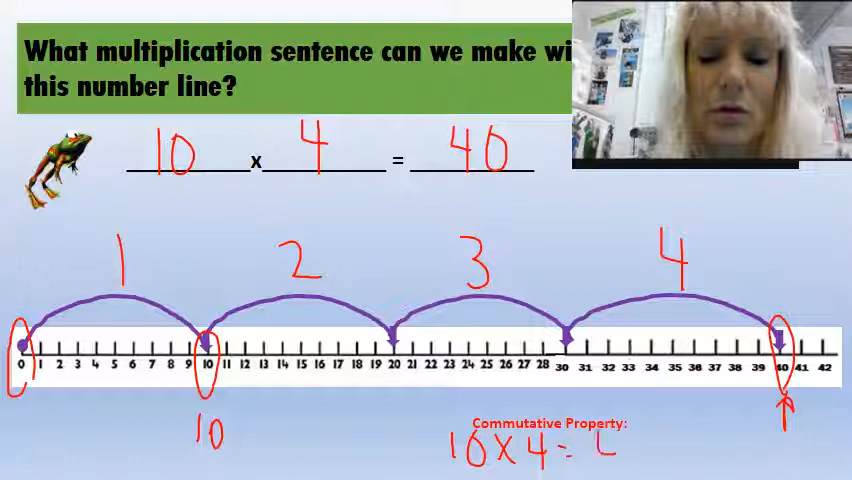 What multiplication sentence can we make wi
this number line?
10 x 4 = 40
1 2 3 4
0 1 2 3 4 5 6 7 8 9 10 11 12 13 14 15 16 17 18 19 20 21 22 23 24 25 26 27 28 30 31 32 33 34 35 36 37 38 39 40 41 42
10
Commutative Property:
10 x 4 =